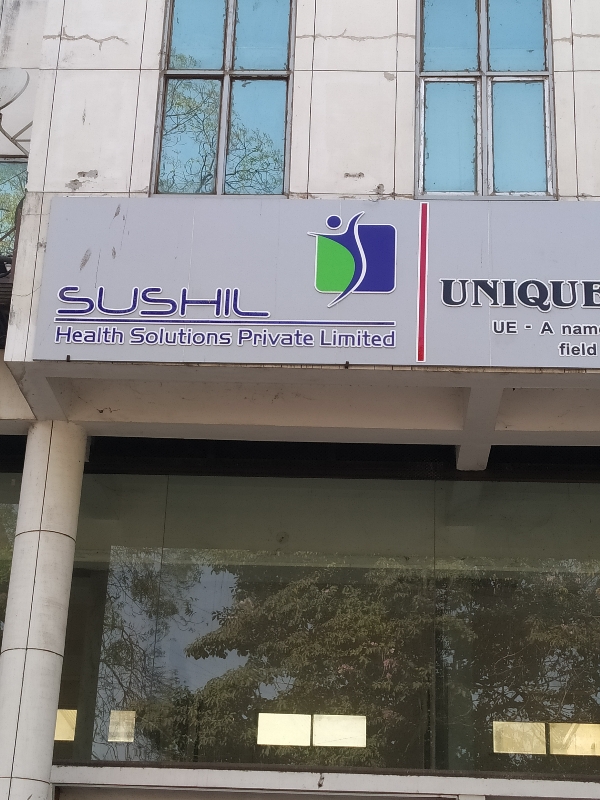 SUSHIL
Health Solutions Private Limited
UNIQUE
UE - A name
field